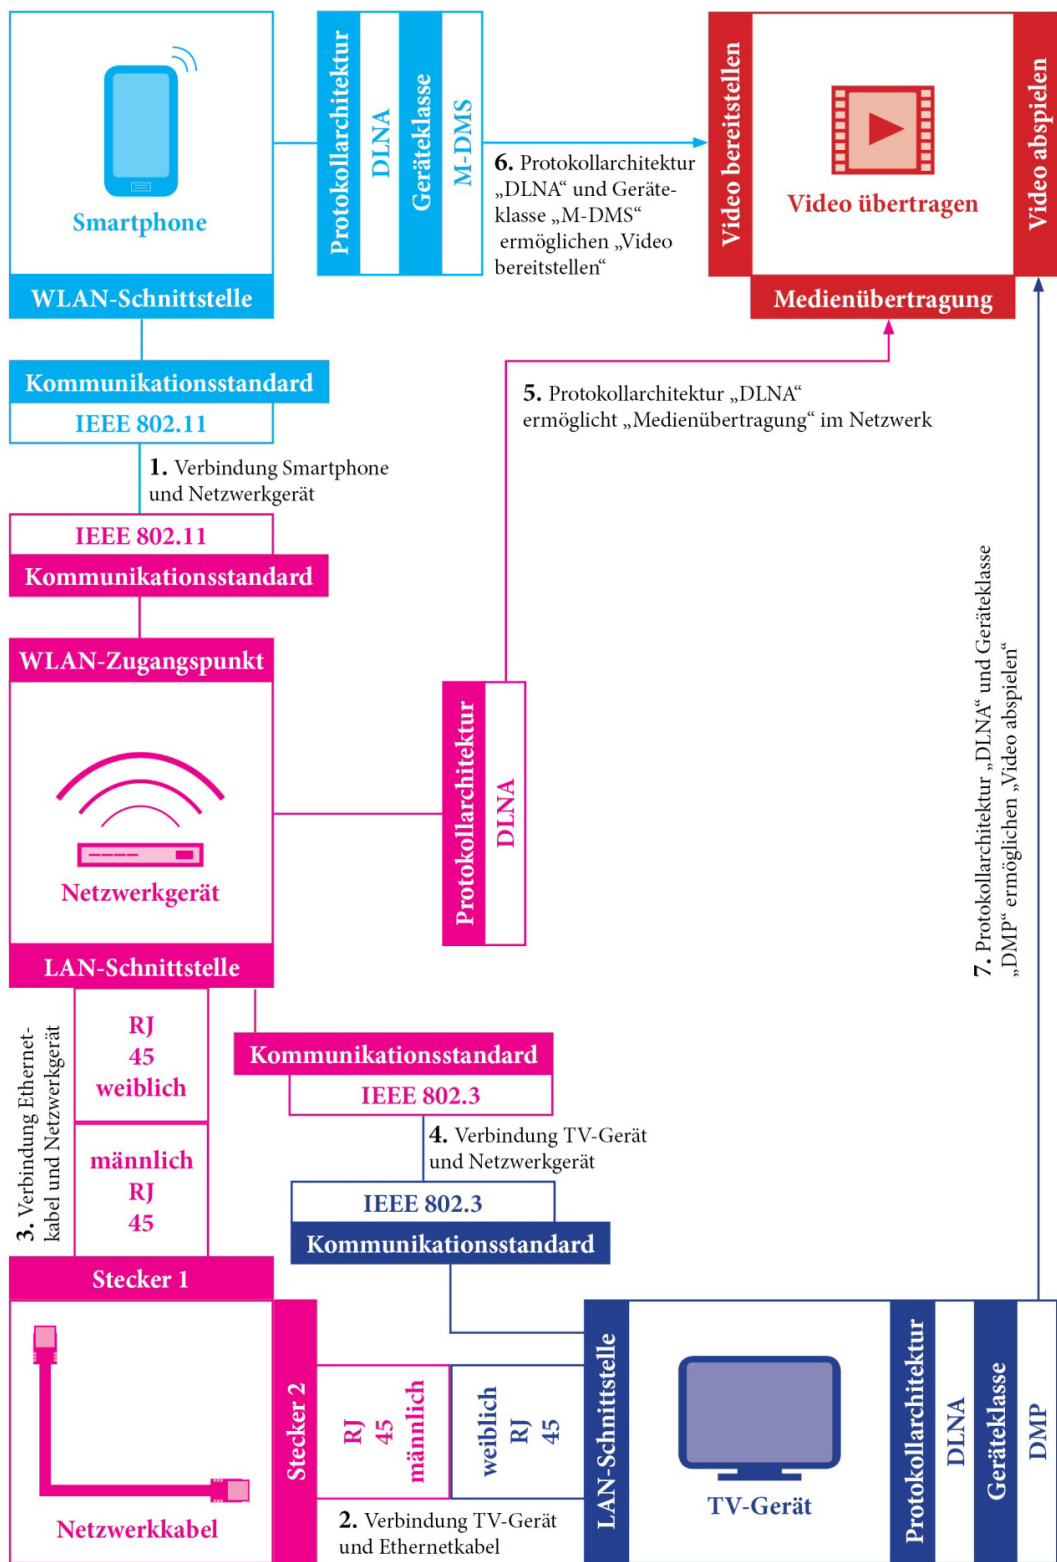 Smartphone
WLAN-Schnittstelle
Protokollarchitektur
DLNA
Geräteklasse
M-DMS
6. Protokollarchitektur
„DLNA“ und Geräte-
klasse „M-DMS“
ermöglichen „Video
bereitstellen“
Video bereitstellen
Video übertragen
Video abspielen
Medienübertragung
Kommunikationsstandard
IEEE 802.11
1. Verbindung Smartphone
und Netzwerkgerät
5. Protokollarchitektur „DLNA“
ermöglicht „Medienübertragung“ im Netzwerk
IEEE 802.11
Kommunikationsstandard
WLAN-Zugangspunkt
Netzwerkgerät
LAN-Schnittstelle
Protokollarchitektur
DLNA
7. Protokollarchitektur „DLNA“ und Geräteklasse
„DMP“ ermöglichen „Video abspielen“
RJ
45
weiblich
männlich
RJ
45
3. Verbindung Ethernet-
kabel und Netzwerkgerät
Kommunikationsstandard
IEEE 802.3
4. Verbindung TV-Gerät
und Netzwerkgerät
IEEE 802.3
Kommunikationsstandard
Stecker 1
Netzwerkkabel
Stecker 2
RJ
45
männlich
weiblich
RJ
45
2. Verbindung TV-Gerät
und Ethernetkabel
LAN-Schnittstelle
TV-Gerät
Protokollarchitektur
DLNA
Geräteklasse
DMP